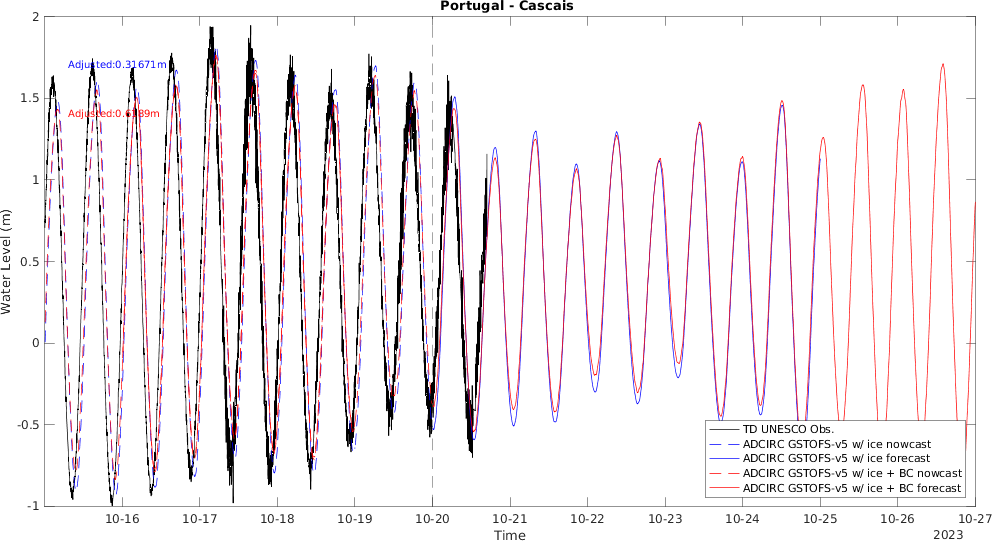 Portugal - Cascais
2
1.5
1
0.5
0
-0.5
-1
Water Level (m)
Adjusted:0.31671m
TD UNESCO Obs.
ADCIRC GSTOFS-v5 w/ ice nowcast
ADCIRC GSTOFS-v5 w/ ice forecast
ADCIRC GSTOFS-v5 w/ ice + BC nowcast
ADCIRC GSTOFS-v5 w/ ice + BC forecast
10-16 10-17 10-18 10-19 10-20 10-21 10-22 10-23 10-24 10-25 10-26 10-27
Time
2023